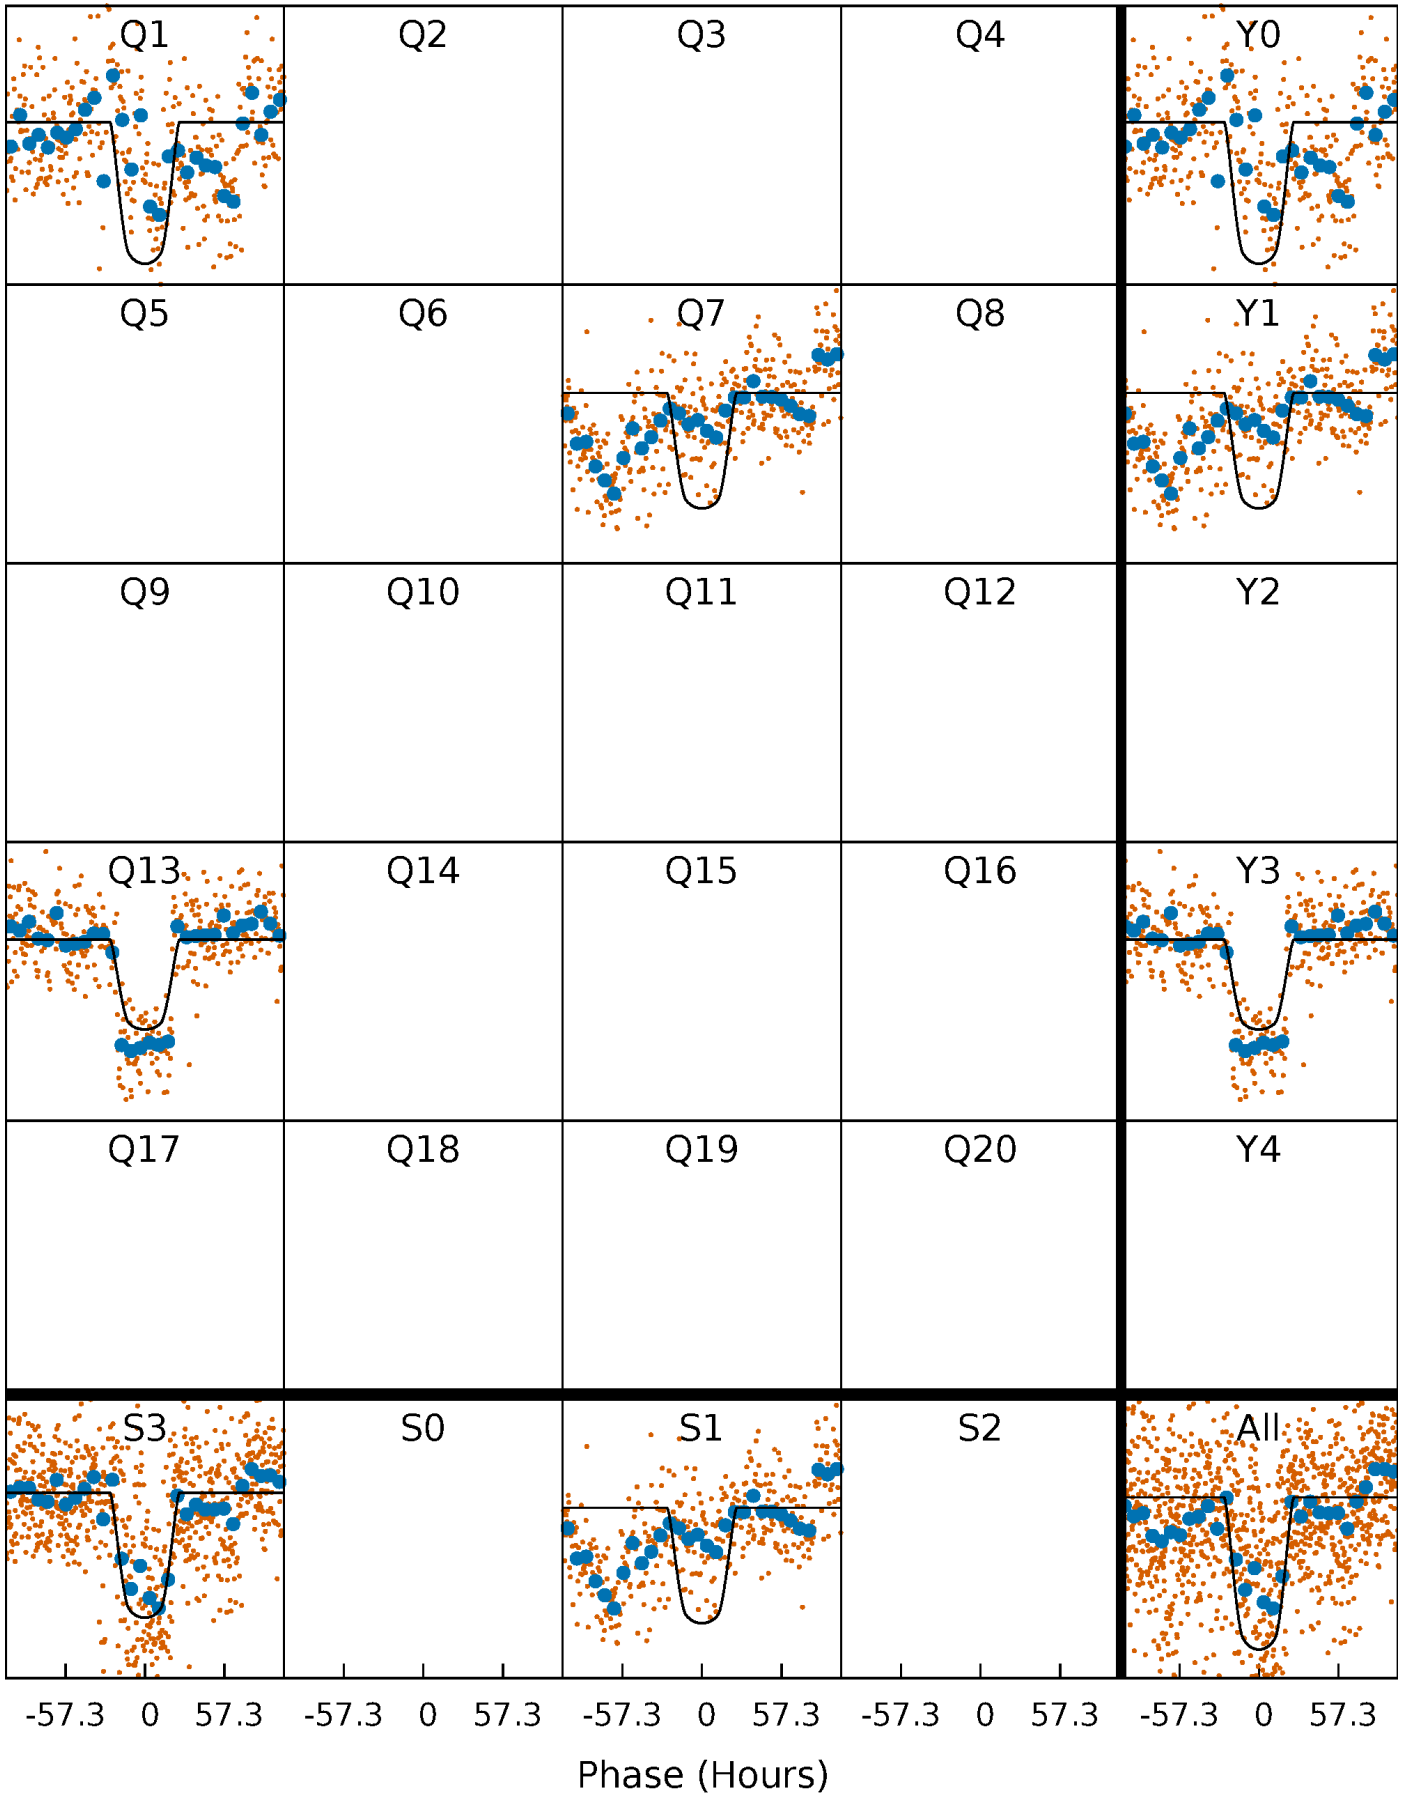 Q1 Q2 Q3 Q4 Y0
Q5 Q6 Q7 Q8 Y1
Q9 Q10 Q11 Q12 Y2
Q13 Q14 Q15 Q16 Y3
Q17 Q18 Q19 Q20 Y4
S3 S0 S1 S2 All
-57.3 0 57.3 -57.3 0 57.3 -57.3 0 57.3 -57.3 0 57.3 -57.3 0 57.3
Phase (Hours)